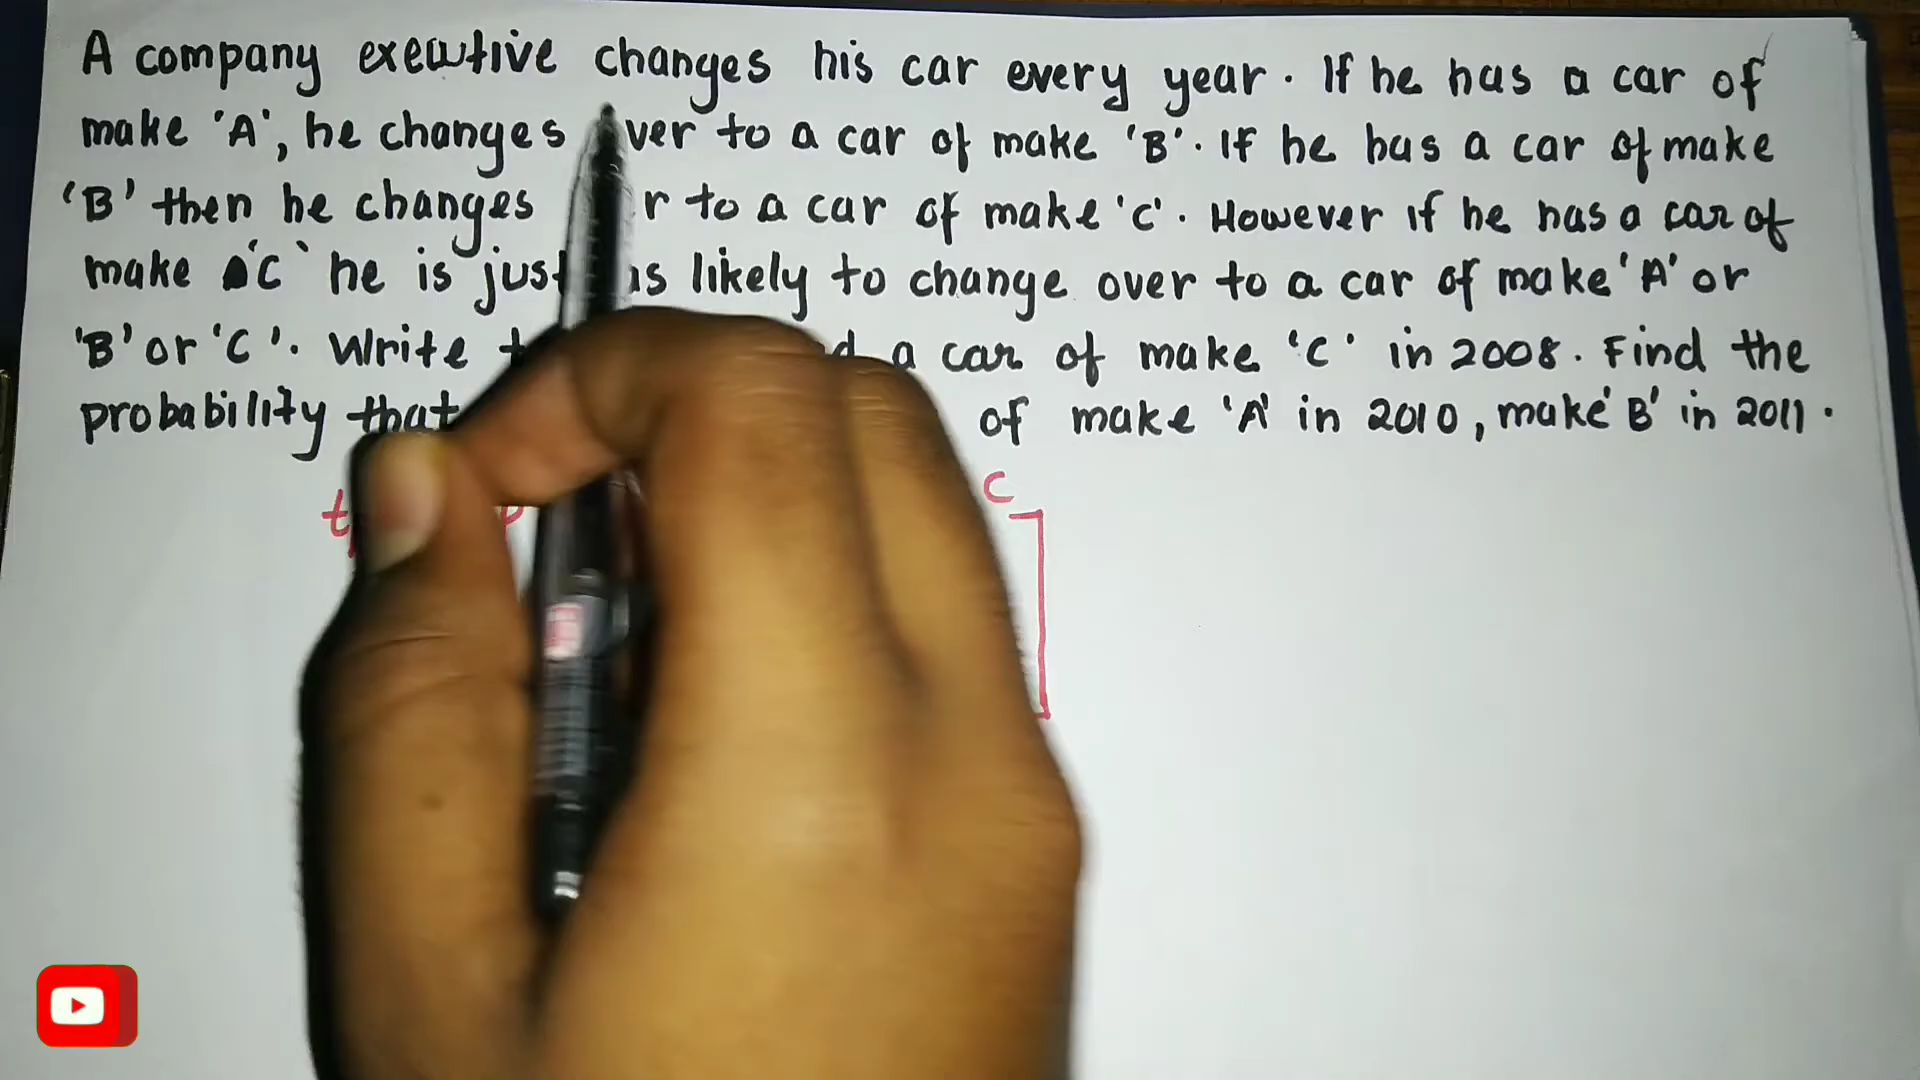 A company executive changes his car every year. If he has a car of
make 'A', he changes ver to a car of make 'B'. If he has a car of make
'B' then he changes r to a car of make 'C'. However if he has a car of
make 'C' he is just as likely to change over to a car of make 'A' or
'B' or 'C'. Write a car of make 'C' in 2008. Find the
probability that of make 'A' in 2010, make 'B' in 2011.
C